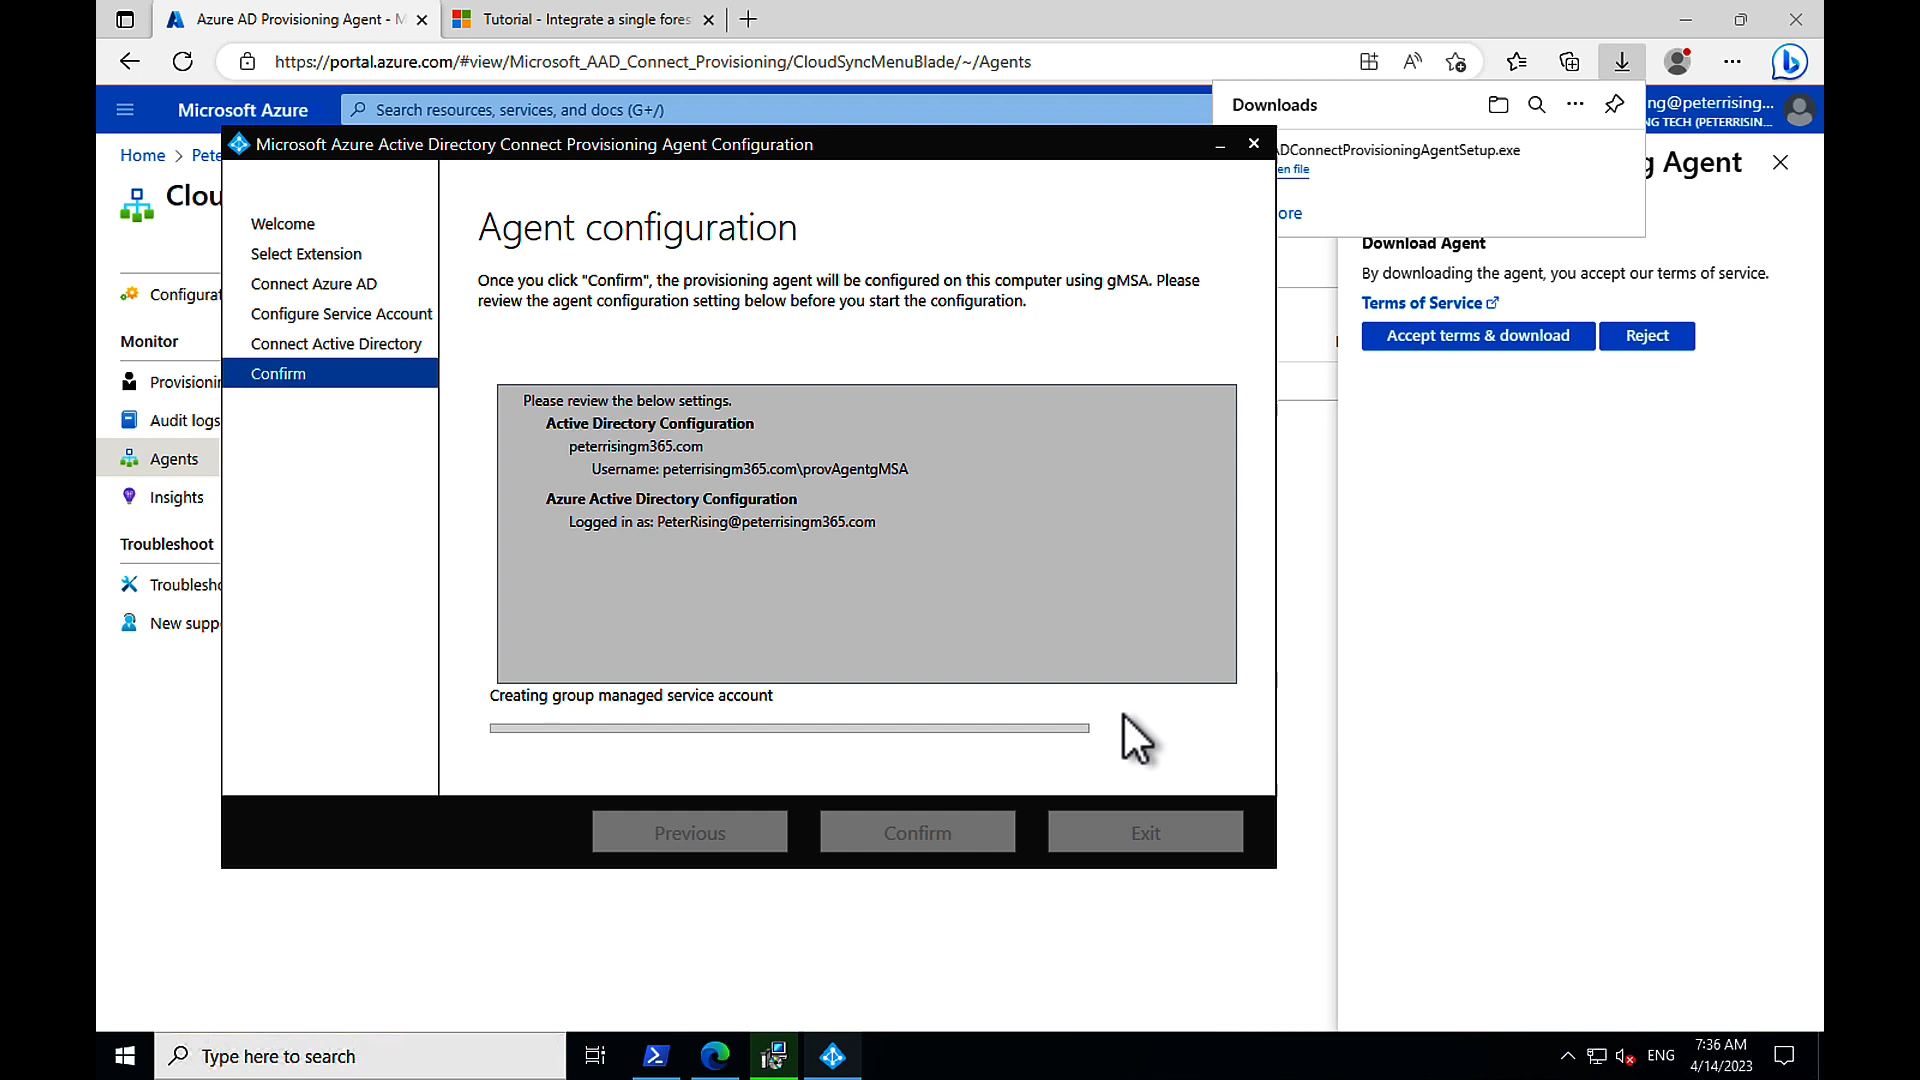 Azure AD Provisioning Agent - M
Tutorial - Integrate a single fores
https://portal.azure.com/#view/Microsoft_AAD_Connect_Provisioning/CloudSyncMenuBlade/~/Agents
Microsoft Azure
Search resources, services, and docs (G+/)
Downloads
ng@peterrising...
NG TECH (PETERRISIN...
ADConnectProvisioningAgentSetup.exe
en file
ore
Home > Pete
Clou
Configurat
Monitor
Provisionin
Audit logs
Agents
Insights
Troubleshoot
Troublesho
New suppo
Microsoft Azure Active Directory Connect Provisioning Agent Configuration
Welcome
Select Extension
Connect Azure AD
Configure Service Account
Connect Active Directory
Confirm
Agent configuration
Once you click "Confirm", the provisioning agent will be configured on this computer using gMSA. Please
review the agent configuration setting below before you start the configuration.
Please review the below settings.
Active Directory Configuration
peterrisingm365.com
Username: peterrisingm365.com\provAgentgMSA
Azure Active Directory Configuration
Logged in as: PeterRising@peterrisingm365.com
Creating group managed service account
Previous
Confirm
Exit
g Agent
Download Agent
By downloading the agent, you accept our terms of service.
Terms of Service
Accept terms & download
Reject
Type here to search
ENG
7:36 AM
4/14/2023